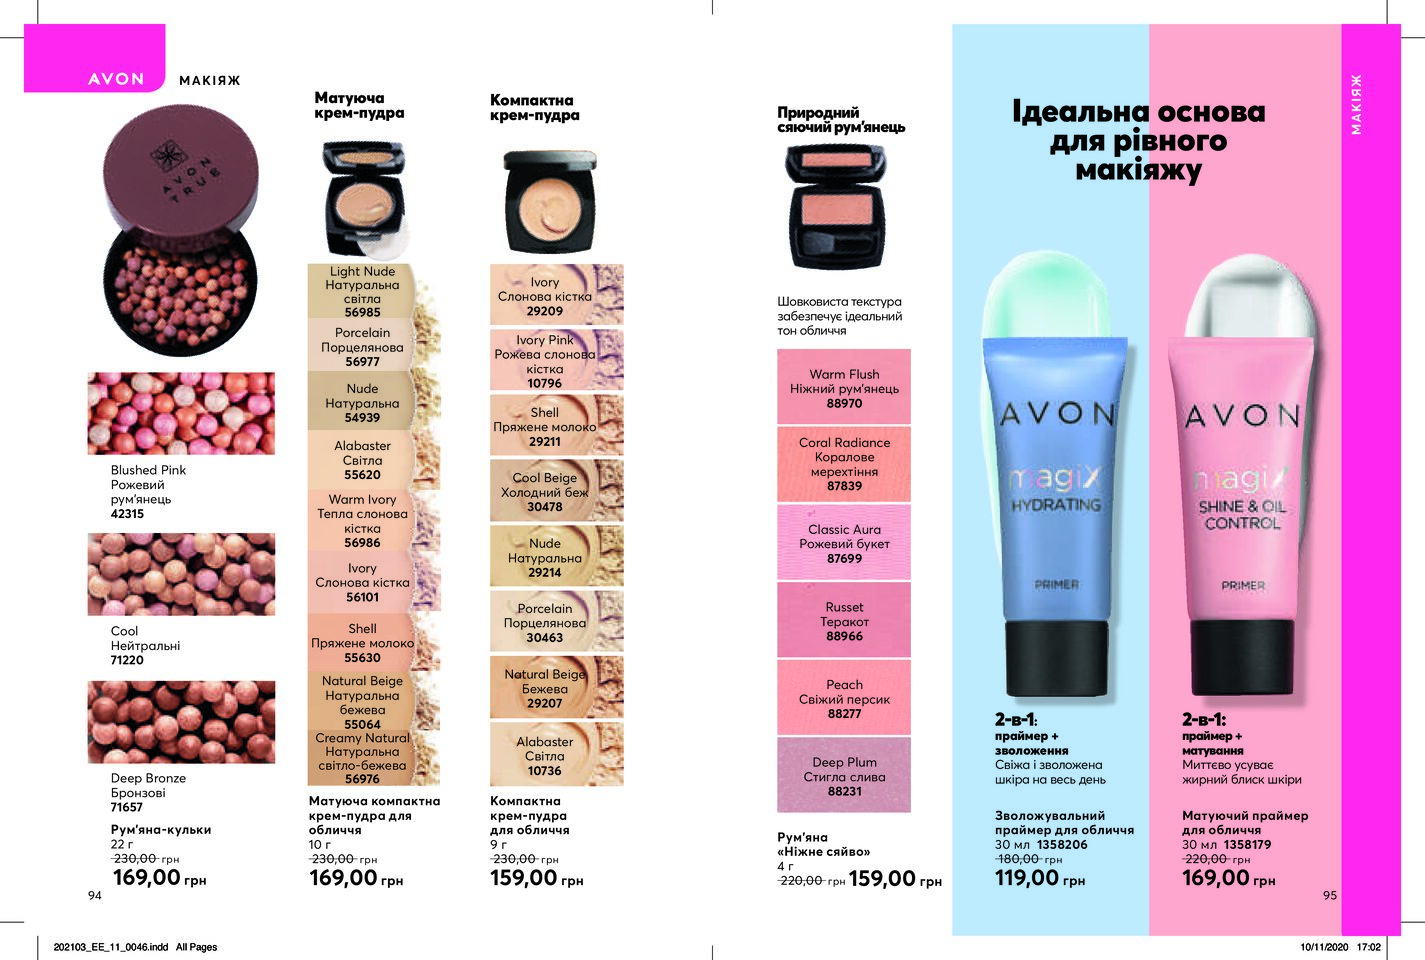 AVON
МАКІЯЖ
AVON
TRUE
Blushed Pink
Рожевий
рум'янець
42315
Cool
Нейтральні
71220
Deep Bronze
Бронзові
71657
Рум'яна-кульки
22 г
230,00 грн
169,00 грн
94
Матуюча
крем-пудра
Light Nude
Натуральна
світла
56985
Porcelain
Порцелянова
56977
Nude
Натуральна
54939
Alabaster
Світла
55620
Warm Ivory
Тепла слонова
кістка
56986
Ivory
Слонова кістка
56101
Shell
Пряжене молоко
55630
Natural Beige
Натуральна
бежева
55064
Creamy Natural
Натуральна
світло-бежева
56976
Матуюча компактна
крем-пудра для
обличчя
10 г
230,00 грн
169,00 грн
Компактна
крем-пудра
Ivory
Слонова кістка
29209
Ivory Pink
Рожева слонова
кістка
10796
Shell
Пряжене молоко
29211
Cool Beige
Холодний беж
30478
Nude
Натуральна
29214
Porcelain
Порцелянова
30463
Natural Beige
Бежева
29207
Alabaster
Світла
10736
Компактна
крем-пудра
для обличчя
9 г
230,00 грн
159,00 грн
Природний
сяючий рум'янець
Шовковиста текстура
забезпечує ідеальний
тон обличчя
Warm Flush
Ніжний рум'янець
88970
Coral Radiance
Коралове
мерехтіння
87839
Classic Aura
Рожевий букет
87699
Russet
Теракот
88966
Peach
Свіжий персик
88277
Deep Plum
Стигла слива
88231
Рум'яна
«Ніжне сяйво»
4 г
220,00 грн 159,00 грн
Ідеальна основа
для рівного
макіяжу
AVON
magiX
HYDRATING
PRIMER
2-в-1:
праймер +
зволоження
Свіжа і зволожена
шкіра на весь день
Зволожувальний
праймер для обличчя
30 мл 1358206
180,00 грн
119,00 грн
AVON
magiX
SHINE & OIL
CONTROL
PRIMER
2-в-1:
праймер +
матування
Миттєво усуває
жирний блиск шкіри
Матуючий праймер
для обличчя
30 мл 1358179
220,00 грн
169,00 грн
95
МАКІЯЖ
202103_EE_11_0046.indd All Pages
10/11/2020 17:02